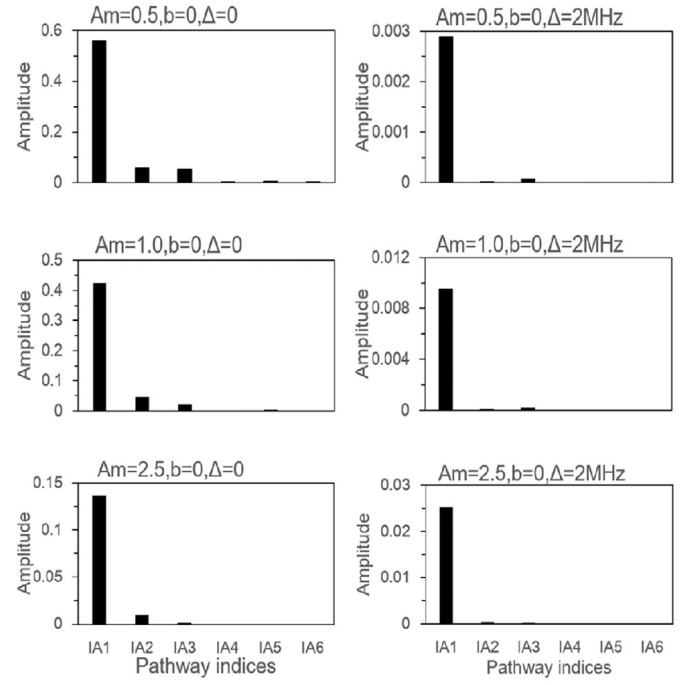 Am=0.5,b=0,Δ=0
Amplitude
0.6
0.4
0.2
0
Am=0.5,b=0,Δ=2MHz
Amplitude
0.003
0.001
0.001
0
Am=1.0,b=0,Δ=0
Amplitude
0.5
0.4
0.3
0.2
0.1
0
Am=1.0,b=0,Δ=2MHz
Amplitude
0.012
0.008
0.004
0
Am=2.5,b=0,Δ=0
Amplitude
0.15
0.1
0.05
0
IA1 IA2 IA3 IA4 IA5 IA6
Pathway indices
Am=2.5,b=0,Δ=2MHz
Amplitude
0.03
0.02
0.01
0
IA1 IA2 IA3 IA4 IA5 IA6
Pathway indices